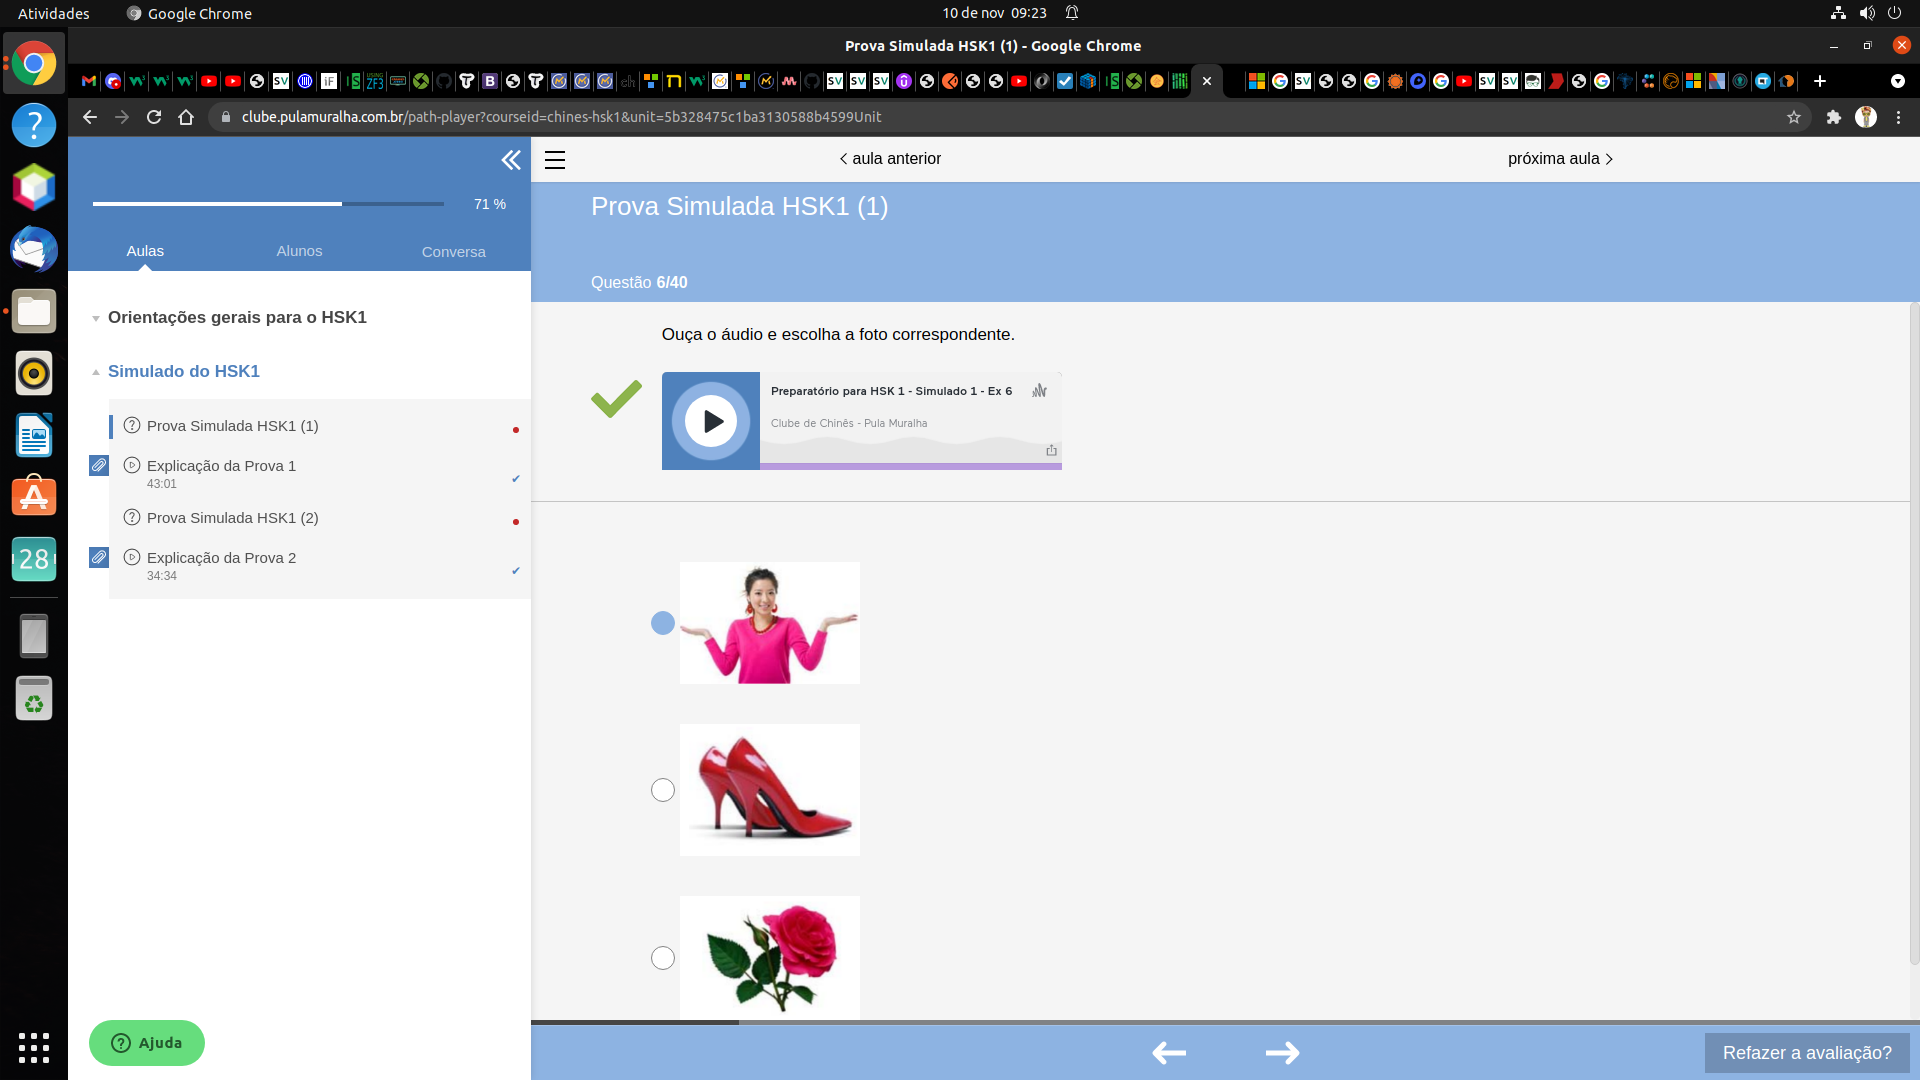 Atividades
Google Chrome
10 de nov 09:23
Prova Simulada HSK1 (1) - Google Chrome
clube.pulamuralha.com.br/path-player?courseid=chines-hsk1&unit=5b328475c1ba3130588b4599Unit
71 %
Aulas
Alunos
Conversa
Orientações gerais para o HSK1
Simulado do HSK1
Prova Simulada HSK1 (1)
Explicação da Prova 1
43:01
Prova Simulada HSK1 (2)
Explicação da Prova 2
34:34
Ajuda
28
aula anterior
próxima aula
Prova Simulada HSK1 (1)
Questão 6/40
Ouça o áudio e escolha a foto correspondente.
Preparatório para HSK 1 - Simulado 1 - Ex 6
Clube de Chinês - Pula Muralha
Refazer a avaliação?